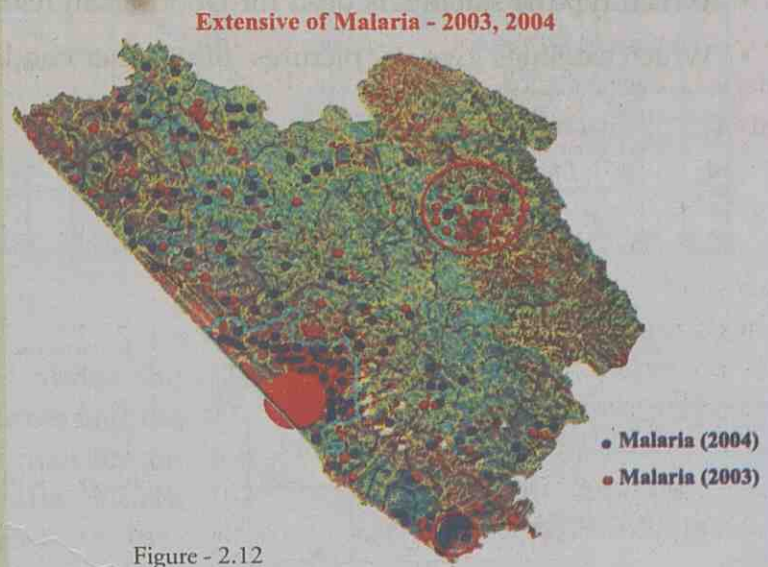 Extensive of Malaria - 2003, 2004
Malaria (2004)
Malaria (2003)
Figure - 2.12